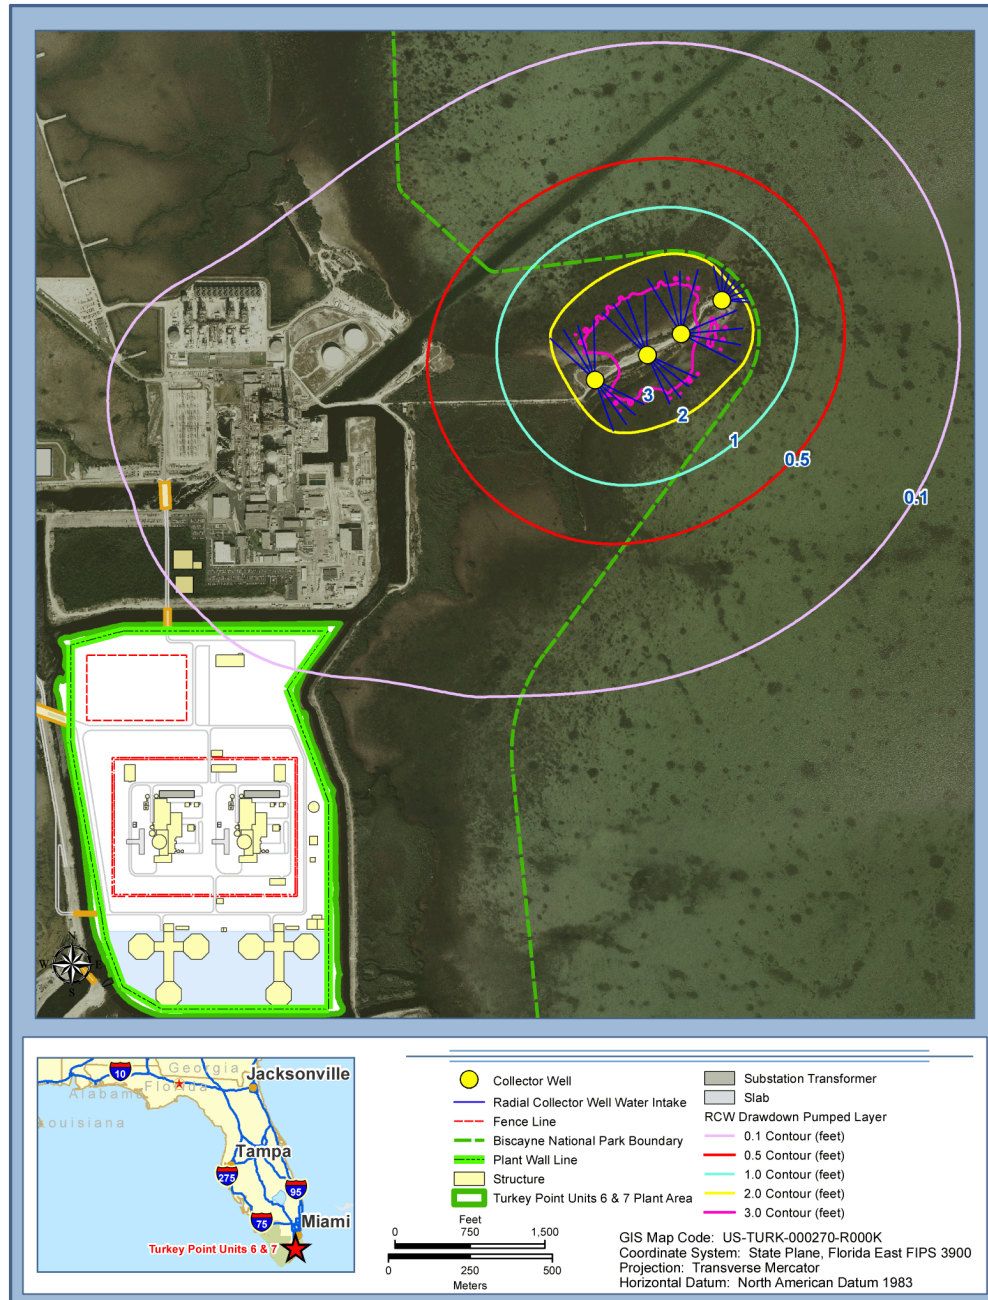 3
2
1
0.5
0.1
N
W
E
S
10
Georgia
Jacksonville
Alabama
Florida
ouisiana
Tampa
275
95
75
Miami
Turkey Point Units 6 & 7
Collector Well
Radial Collector Well Water Intake
Fence Line
Biscayne National Park Boundary
Plant Wall Line
Structure
Turkey Point Units 6 & 7 Plant Area
Substation Transformer
Slab
RCW Drawdown Pumped Layer
0.1 Contour (feet)
0.5 Contour (feet)
1.0 Contour (feet)
2.0 Contour (feet)
3.0 Contour (feet)
Feet
0 750 1,500
0 250 500
Meters
GIS Map Code: US-TURK-000270-R000K
Coordinate System: State Plane, Florida East FIPS 3900
Projection: Transverse Mercator
Horizontal Datum: North American Datum 1983